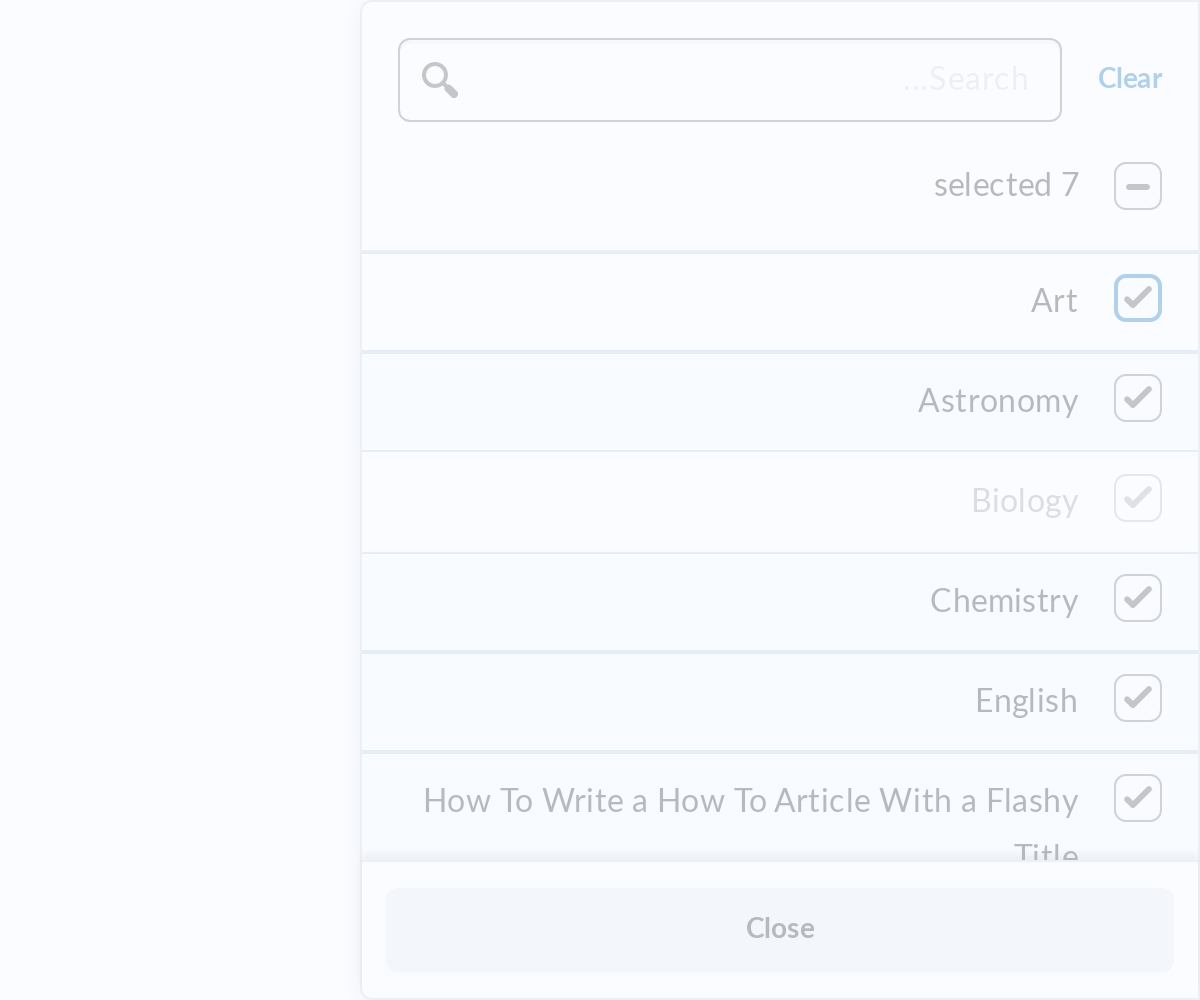 ...Search
Clear
selected 7
Art
Astronomy
Biology
Chemistry
English
How To Write a How To Article With a Flashy
Title
Close